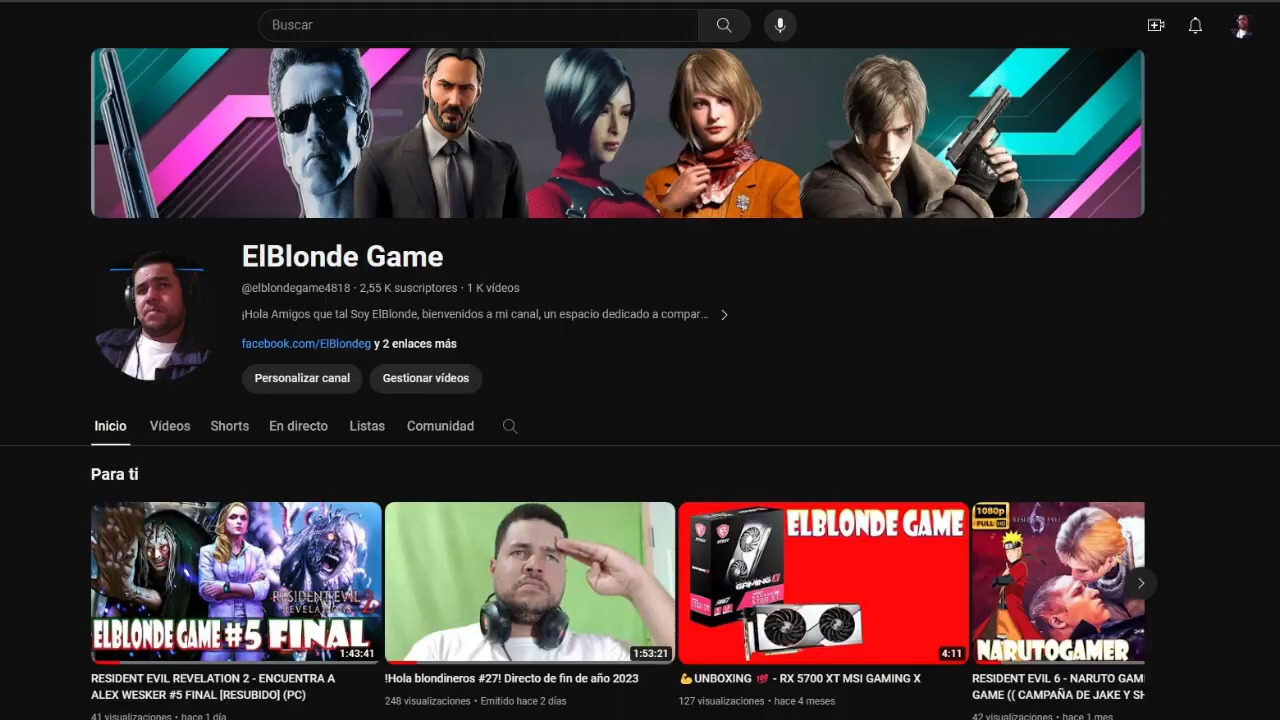 Buscar
ElBlonde Game
@elblondegame4818 · 2,55 K suscriptores · 1 K vídeos
¡Hola Amigos que tal Soy ElBlonde, bienvenidos a mi canal, un espacio dedicado a compar...
facebook.com/ElBlondeg y 2 enlaces más
Personalizar canal
Gestionar vídeos
Inicio
Vídeos
Shorts
En directo
Listas
Comunidad
Para ti
RESIDENT EVIL
REVELATIONS 2
ELBLONDE GAME #5 FINAL
1:43:41
RESIDENT EVIL REVELATION 2 - ENCUENTRA A
ALEX WESKER #5 FINAL [RESUBIDO] (PC)
41 visualizaciones · hace 1 día
1:53:21
!Hola blondineros #27! Directo de fin de año 2023
248 visualizaciones · Emitido hace 2 días
ELBLONDE GAME
msi
GAMING X
4:11
💪UNBOXING 💯 - RX 5700 XT MSI GAMING X
127 visualizaciones · hace 4 meses
1080p
FULL HD
NARUTOGAMER
RESIDENT EVIL 6 - NARUTO GAM
GAME (( CAMPAÑA DE JAKE Y SH
42 visualizaciones · hace 1 mes